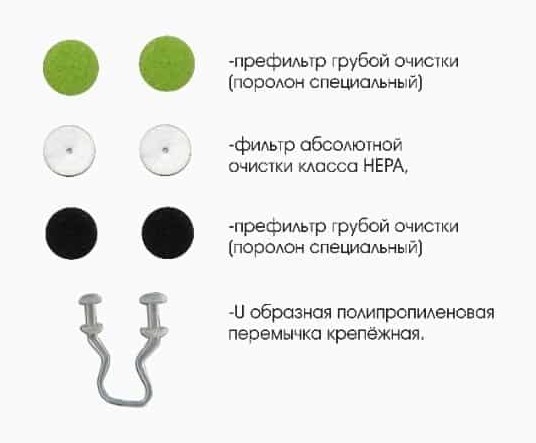 -префильтр грубой очистки
(поролон специальный)
-фильтр абсолютной
очистки класса HEPA,
-префильтр грубой очистки
(поролон специальный)
-U образная полипропиленовая
перемычка крепёжная.